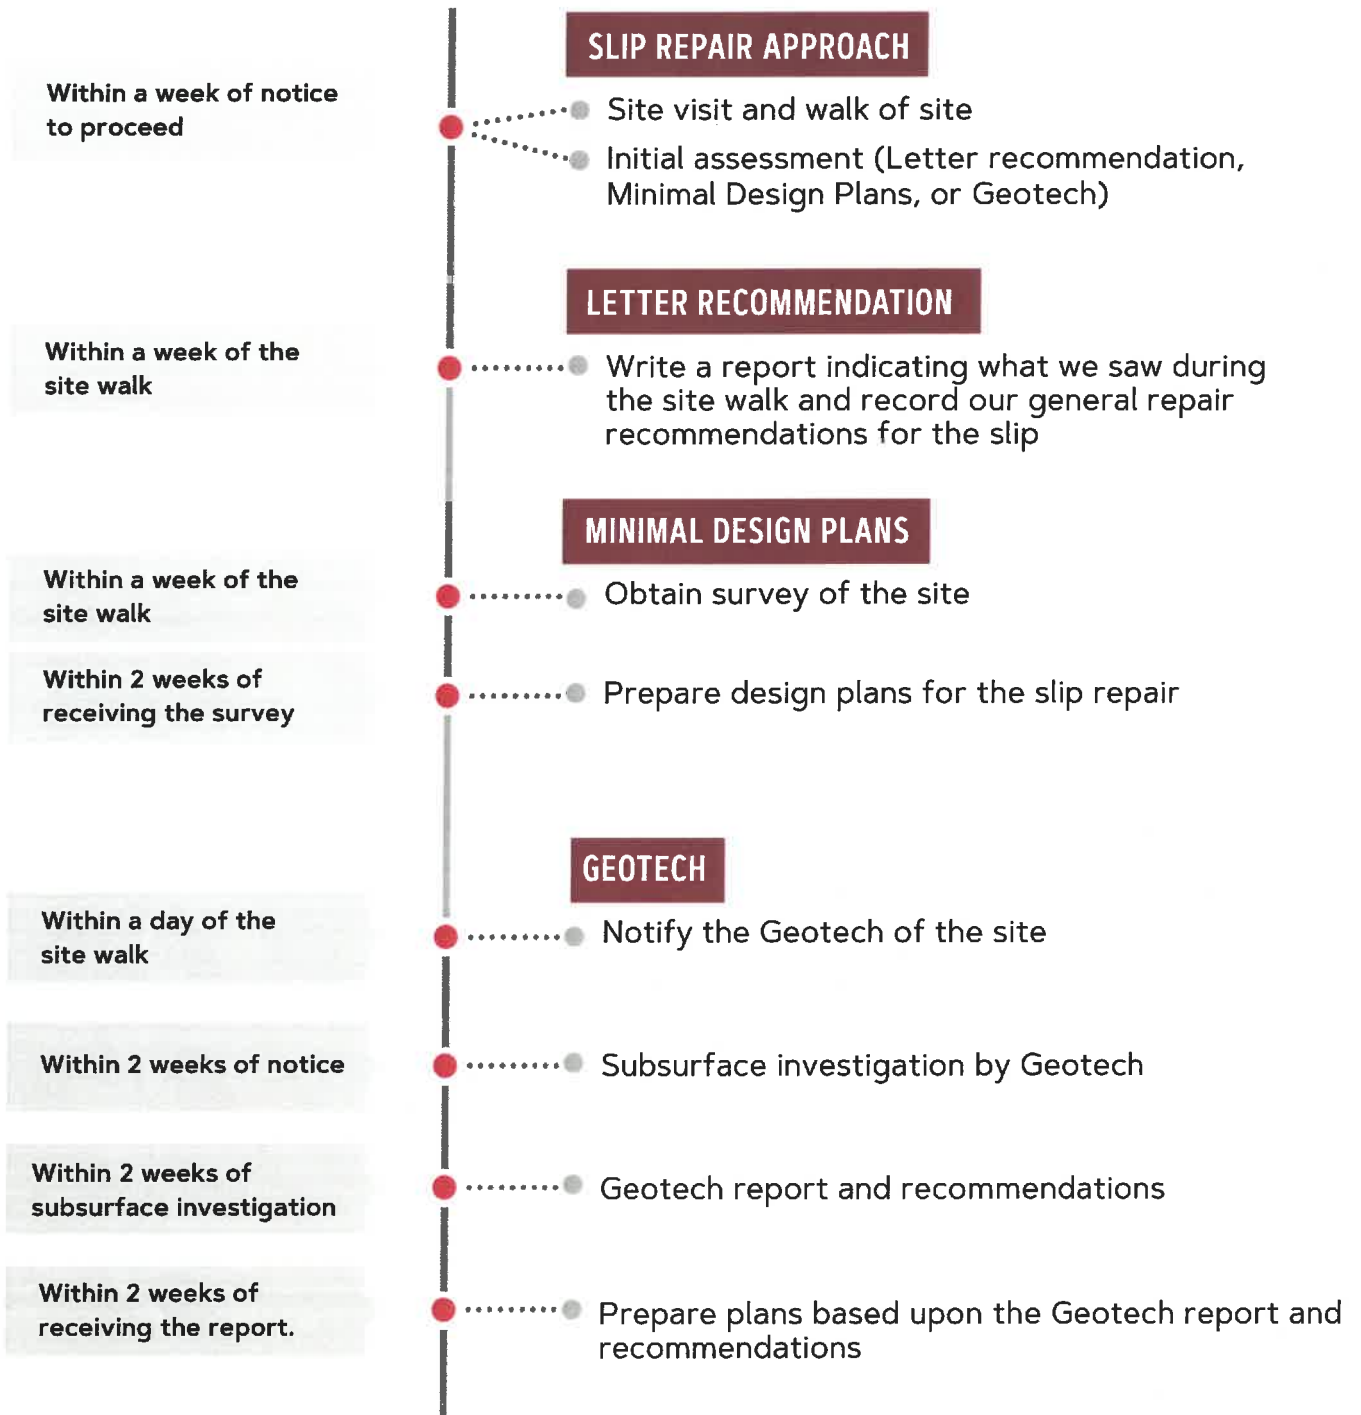 SLIP REPAIR APPROACH
Within a week of notice
to proceed
Site visit and walk of site
Initial assessment (Letter recommendation,
Minimal Design Plans, or Geotech)
LETTER RECOMMENDATION
Within a week of the
site walk
Write a report indicating what we saw during
the site walk and record our general repair
recommendations for the slip
MINIMAL DESIGN PLANS
Within a week of the
site walk
Obtain survey of the site
Within 2 weeks of
receiving the survey
Prepare design plans for the slip repair
GEOTECH
Within a day of the
site walk
Notify the Geotech of the site
Within 2 weeks of notice
Subsurface investigation by Geotech
Within 2 weeks of
subsurface investigation
Geotech report and recommendations
Within 2 weeks of
receiving the report.
Prepare plans based upon the Geotech report and
recommendations